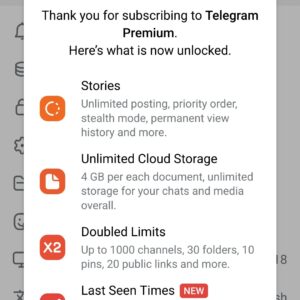 Thank you for subscribing to Telegram
Premium.
Here's what is now unlocked.
Stories
Unlimited posting, priority order,
stealth mode, permanent view
history and more.
Unlimited Cloud Storage
4 GB per each document, unlimited
storage for your chats and media
overall.
X2
Doubled Limits
Up to 1000 channels, 30 folders, 10
pins, 20 public links and more.
18
Last Seen Times NEW
sh